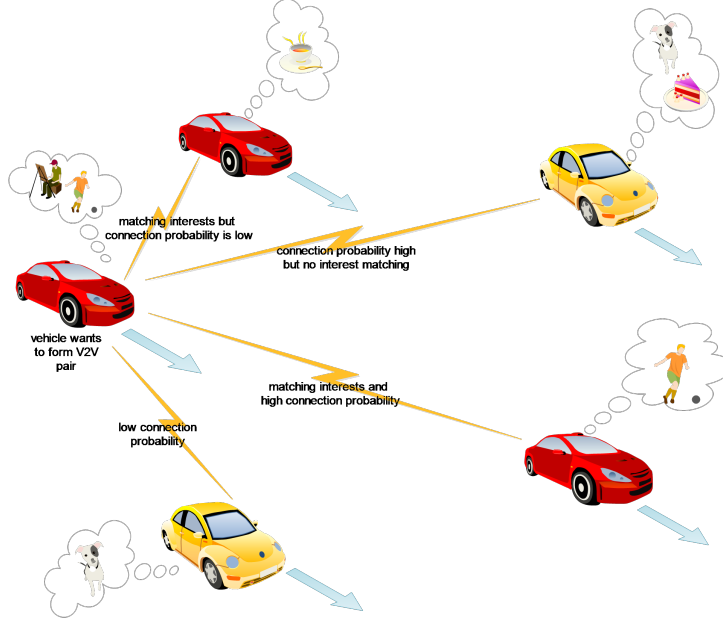 matching interests but
connection probability is low
connection probability high
but no interest matching
vehicle wants
to form V2V
pair
matching interests and
high connection probability
low connection
probability